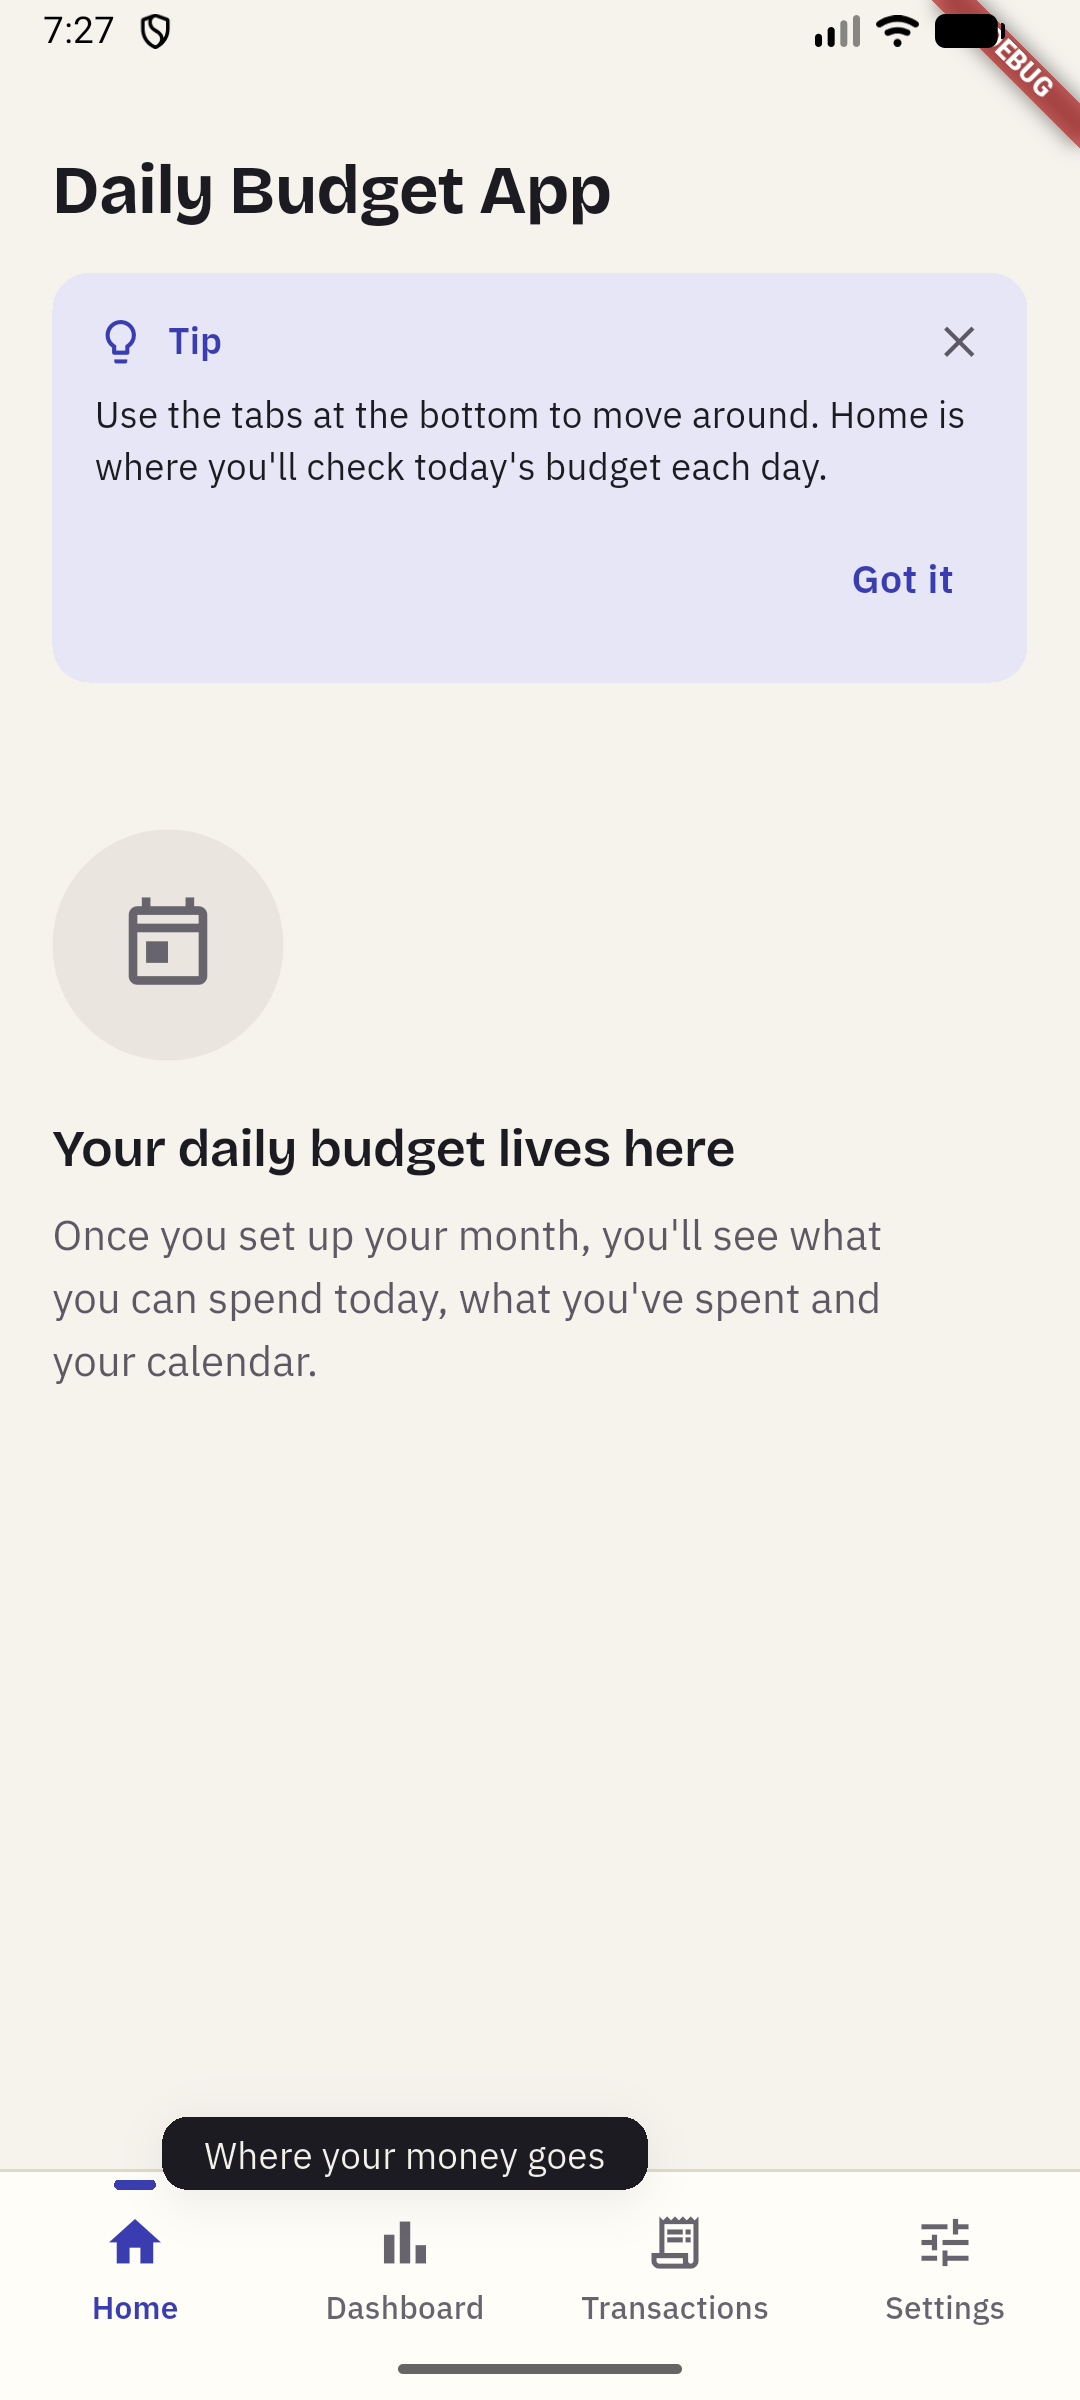 7:27
EBUG
Daily Budget App
Tip
Use the tabs at the bottom to move around. Home is
where you'll check today's budget each day.
Got it
Your daily budget lives here
Once you set up your month, you'll see what
you can spend today, what you've spent and
your calendar.
Where your money goes
Home
Dashboard
Transactions
Settings